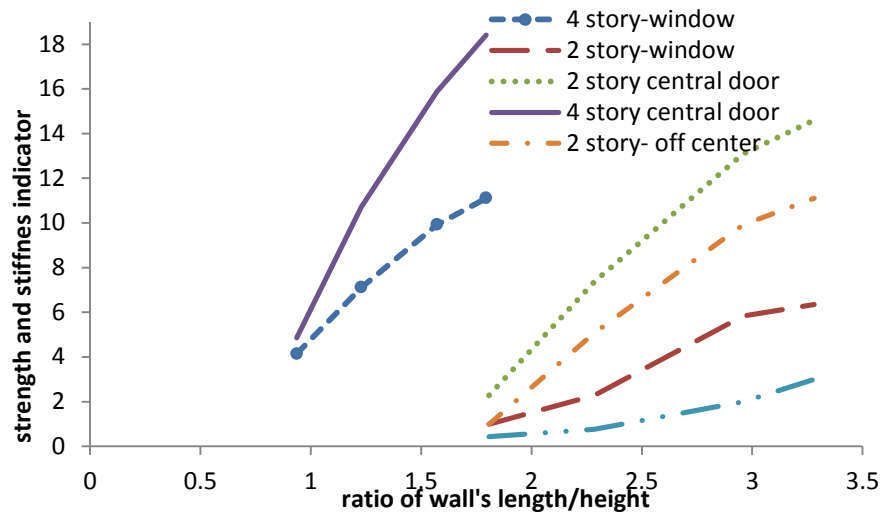 4 story-window
2 story-window
2 story central door
4 story central door
2 story- off center
strength and stiffnes indicator
18
16
14
12
10
8
6
4
2
0
0 0.5 1 1.5 2 2.5 3 3.5
ratio of wall's length/height